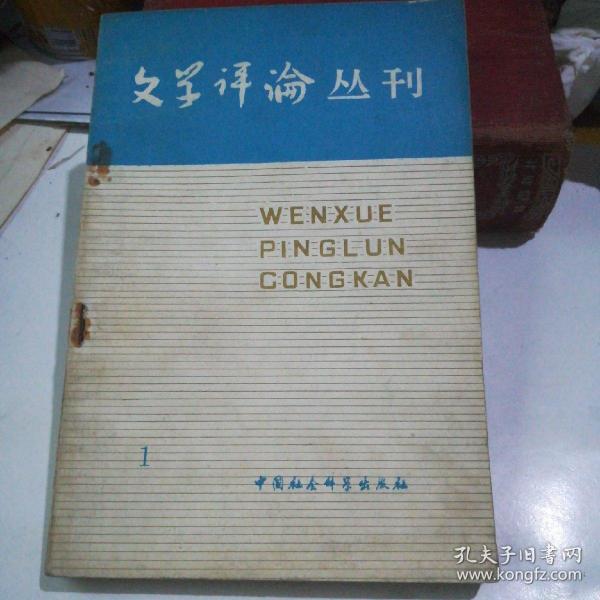 文学评论丛刊
WENXUE
PINGLUN
CONGKAN
1
中国社会科学出版社
孔夫子旧书网
www.kongfz.com